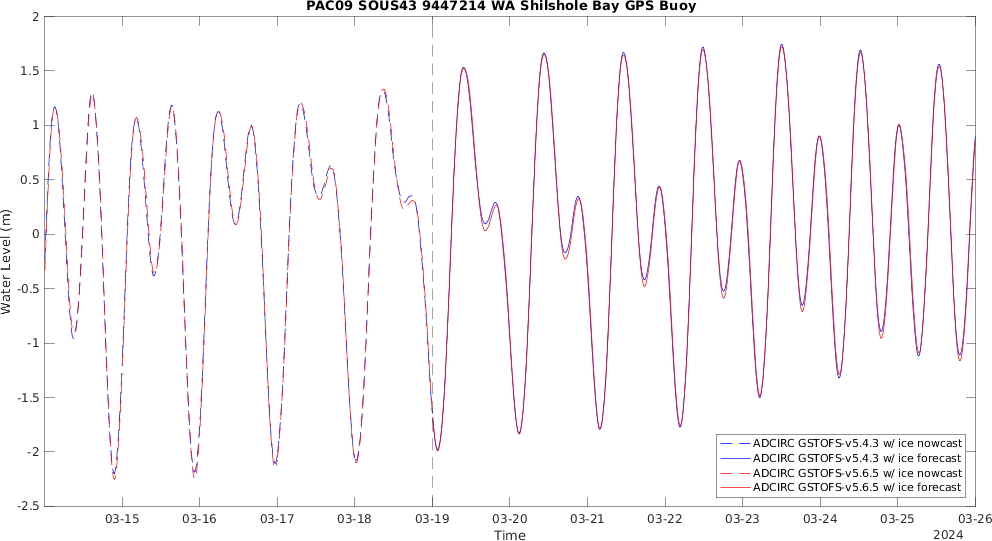 PAC09 SOUS43 9447214 WA Shilshole Bay GPS Buoy
Water Level (m)
2
1.5
1
0.5
0
-0.5
-1
-1.5
-2
-2.5
ADCIRC GSTOFS-v5.4.3 w/ ice nowcast
ADCIRC GSTOFS-v5.4.3 w/ ice forecast
ADCIRC GSTOFS-v5.6.5 w/ ice nowcast
ADCIRC GSTOFS-v5.6.5 w/ ice forecast
03-15 03-16 03-17 03-18 03-19 03-20 03-21 03-22 03-23 03-24 03-25 03-26
Time
2024